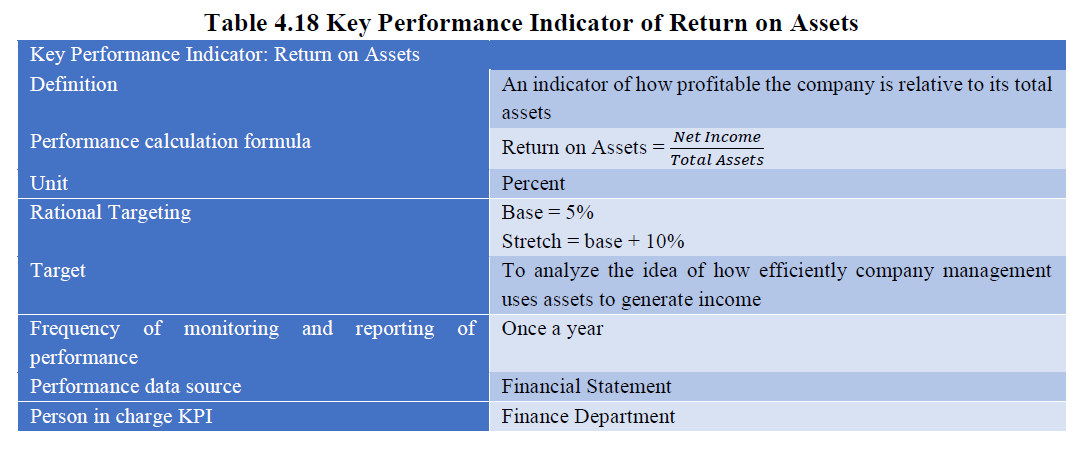 Table 4.18 Key Performance Indicator of Return on Assets
Key Performance Indicator: Return on Assets
Definition
An indicator of how profitable the company is relative to its total
assets
Performance calculation formula
Return on Assets = Net Income / Total Assets
Unit
Percent
Rational Targeting
Base = 5%
Stretch = base + 10%
Target
To analyze the idea of how efficiently company management
uses assets to generate income
Frequency of monitoring and reporting of
performance
Once a year
Performance data source
Financial Statement
Person in charge KPI
Finance Department